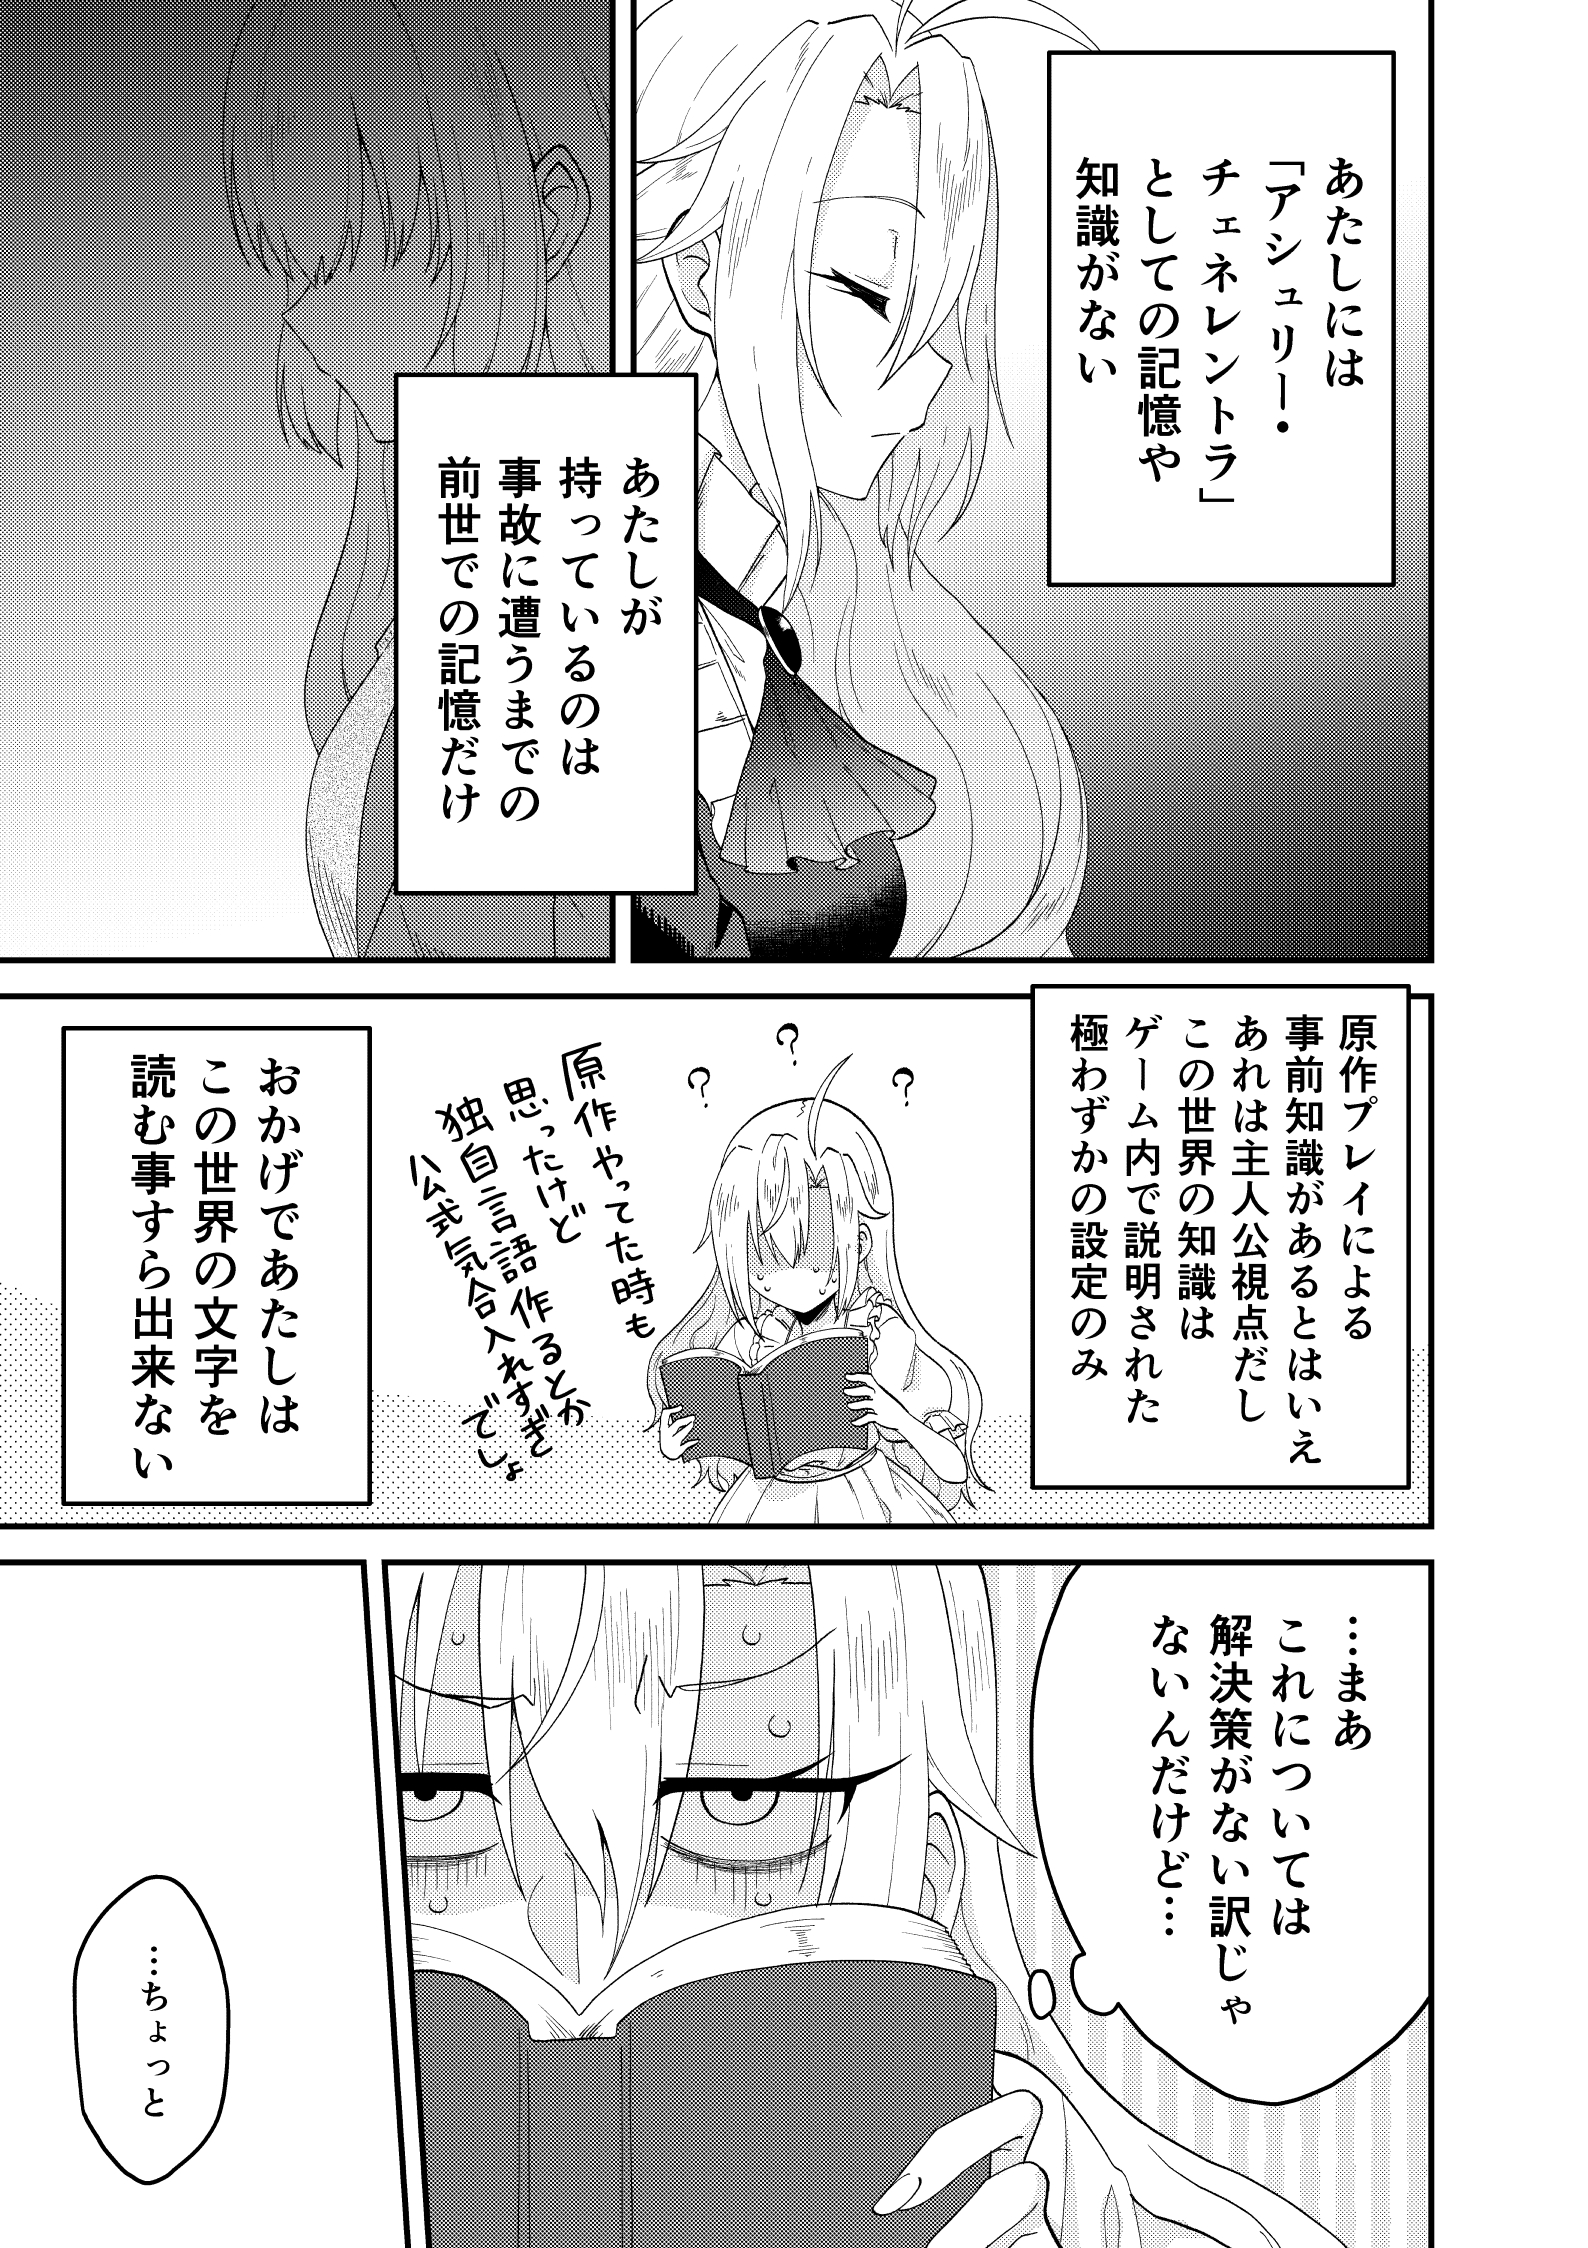 あたしには
「アシュリー・
チェネレントラ」
としての記憶や
知識がない
あたしが
持っているのは
事故に遭うまでの
前世での記憶だけ
原作プレイによる
事前知識があるとはいえ
あれは主人公視点だし
この世界の知識は
ゲーム内で説明された
極わずかの設定のみ
？
？
？
原作やってた時も
思ったけど
独自言語作るとか
公式気合入れすぎ
でしょ
おかげであたしは
この世界の文字を
読む事すら出来ない
…まあ
これについては
解決策がない訳じゃ
ないんだけど…
…ちょっと